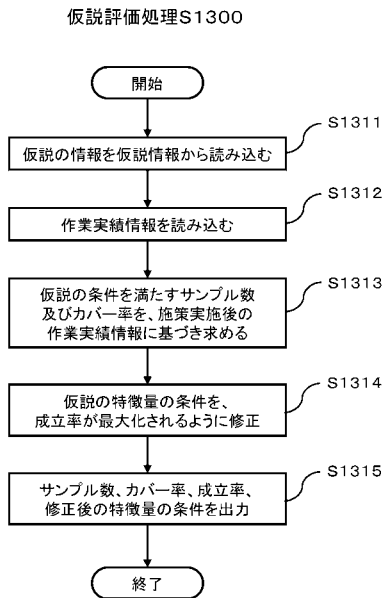 仮説評価処理S1300
開始
S1311
仮説の情報を仮説情報から読み込む
S1312
作業実績情報を読み込む
S1313
仮説の条件を満たすサンプル数
及びカバー率を、施策実施後の
作業実績情報に基づき求める
S1314
仮説の特徴量の条件を、
成立率が最大化されるように修正
S1315
サンプル数、カバー率、成立率、
修正後の特徴量の条件を出力
終了